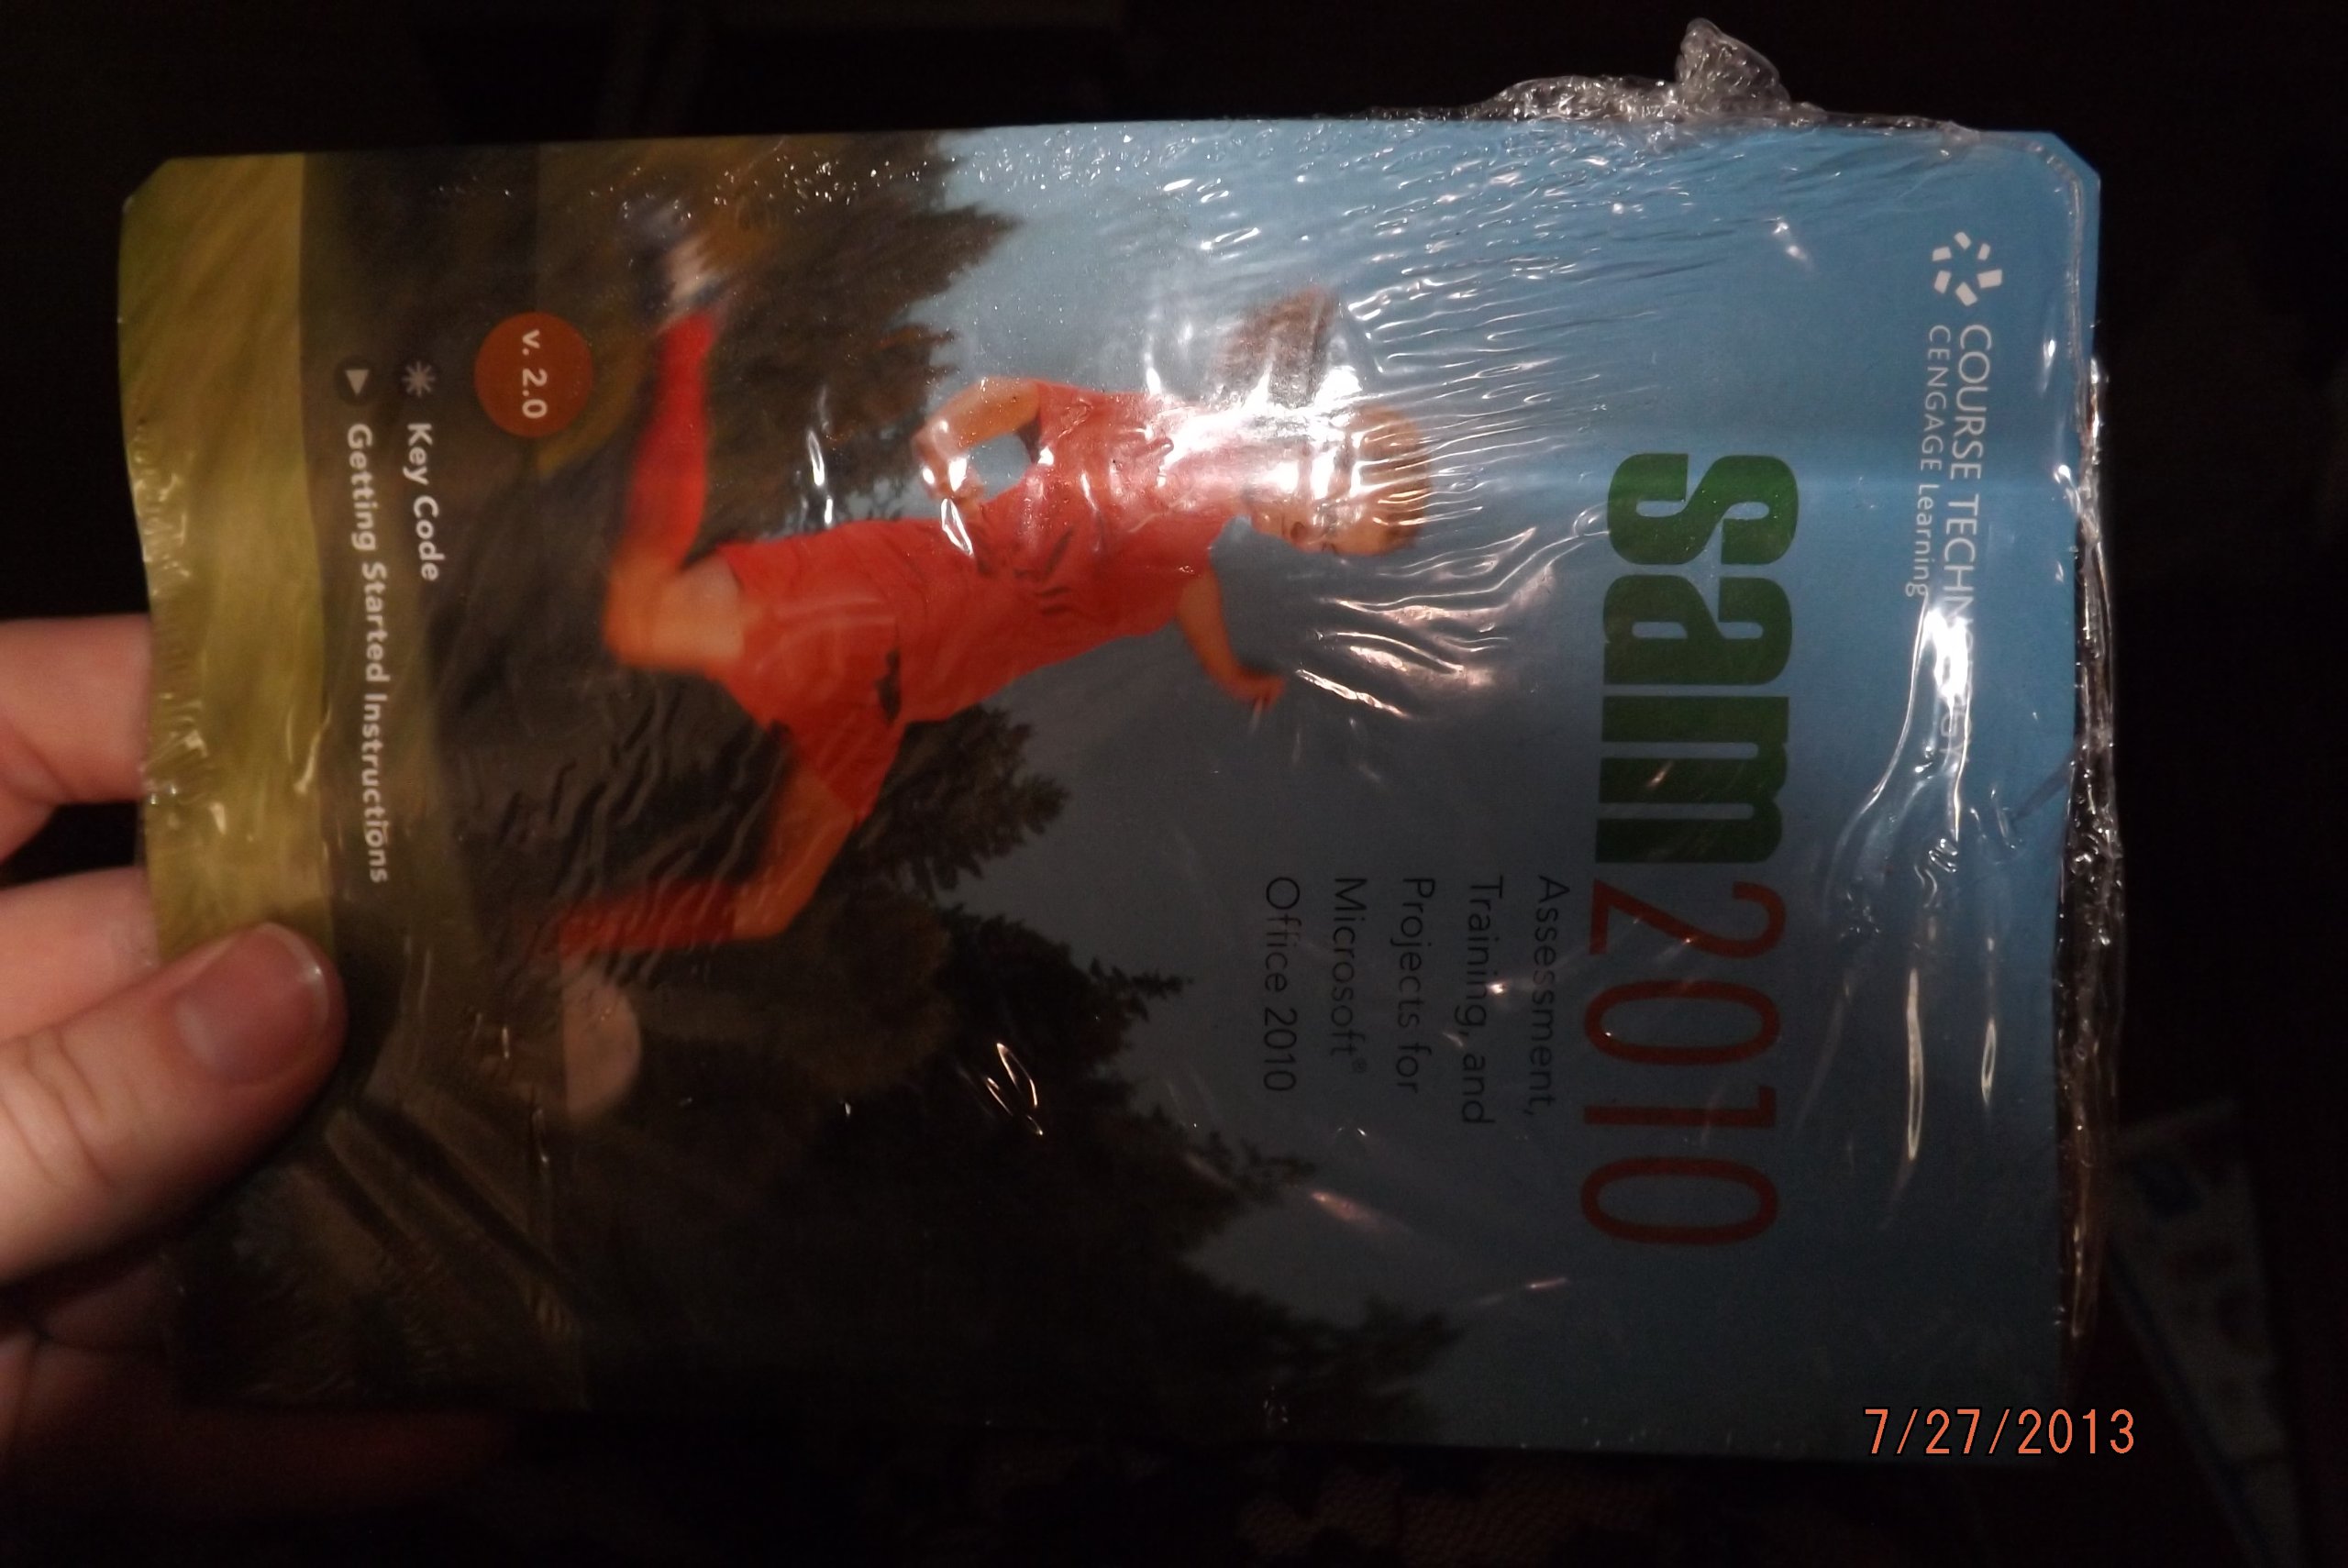 COURSE TECHNOLOGY
CENGAGE Learning
sam2010
Assessment,
Training, and
Projects for
Microsoft®
Office 2010
v. 2.0
Key Code
Getting Started Instructions
7/27/2013